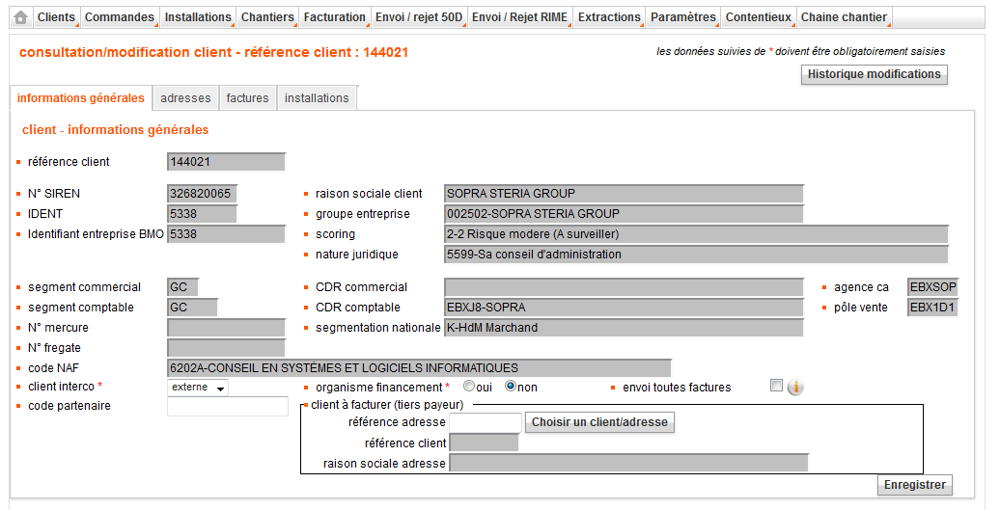 Clients Commandes Installations Chantiers Facturation Envoi / rejet 50D Envoi / Rejet RIME Extractions Paramètres Contentieux Chaine chantier
consultation/modification client - référence client : 144021
les données suivies de * doivent être obligatoirement saisies
Historique modifications
informations générales adresses factures installations
client - informations générales
référence client 144021
N° SIREN 326820065 raison sociale client SOPRA STERIA GROUP
IDENT 5338 groupe entreprise 002502-SOPRA STERIA GROUP
Identifiant entreprise BMO 5338 scoring 2-2 Risque modere (A surveiller)
nature juridique 5599-Sa conseil d'administration
segment commercial GC CDR commercial agence ca EBXSOP
segment comptable GC CDR comptable EBXJ8-SOPRA pôle vente EBX1D1
N° mercure segmentation nationale K-HdM Marchand
N° fregate
code NAF 6202A-CONSEIL EN SYSTÈMES ET LOGICIELS INFORMATIQUES
client interco * externe organisme financement * oui non envoi toutes factures
code partenaire client à facturer (tiers payeur)
référence adresse Choisir un client/adresse
référence client
raison sociale adresse
Enregistrer